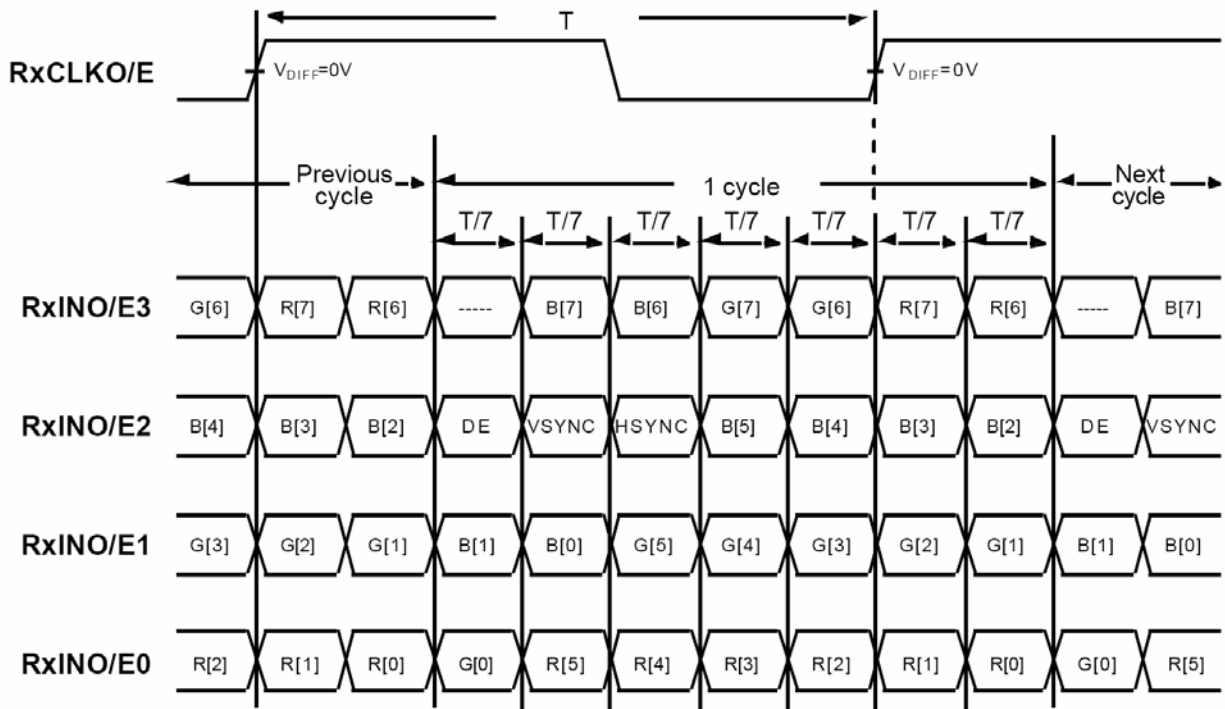 T
RxCLKO/E
VDIFF=0V VDIFF=0V
Previous cycle 1 cycle Next cycle
T/7 T/7 T/7 T/7 T/7 T/7 T/7
RxINO/E3 G[6] R[7] R[6] ----- B[7] B[6] G[7] G[6] R[7] R[6] ----- B[7]
RxINO/E2 B[4] B[3] B[2] DE VSYNC HSYNC B[5] B[4] B[3] B[2] DE VSYNC
RxINO/E1 G[3] G[2] G[1] B[1] B[0] G[5] G[4] G[3] G[2] G[1] B[1] B[0]
RxINO/E0 R[2] R[1] R[0] G[0] R[5] R[4] R[3] R[2] R[1] R[0] G[0] R[5]